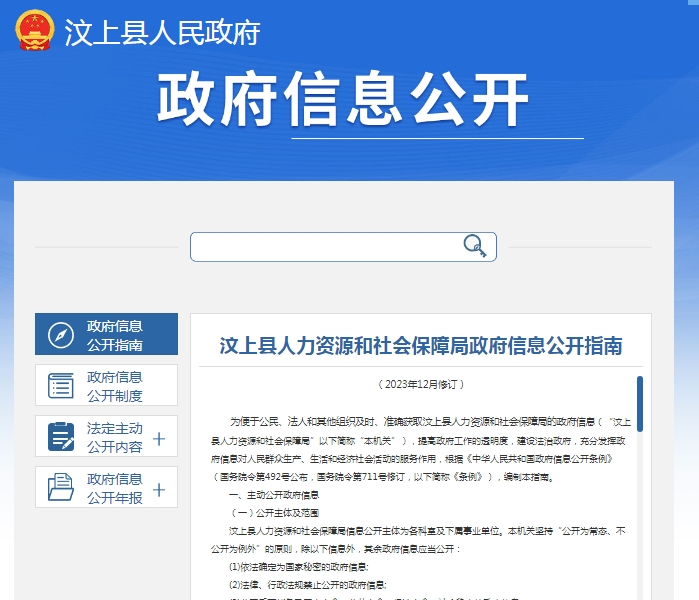 汶上县人民政府
政府信息公开
政府信息
公开指南
政府信息
公开制度
法定主动
公开内容
政府信息
公开年报
汶上县人力资源和社会保障局政府信息公开指南
（2023年12月修订）
为便于公民、法人和其他组织及时、准确获取汶上县人力资源和社会保障局的政府信息（“汶上
县人力资源和社会保障局”以下简称“本机关”），提高政府工作的透明度，建设法治政府，充分发挥政
府信息对人民群众生产、生活和经济社会活动的服务作用，根据《中华人民共和国政府信息公开条例》
（国务院令第492号公布，国务院令第711号修订，以下简称《条例》），编制本指南。
一、主动公开政府信息
（一）公开主体及范围
汶上县人力资源和社会保障局信息公开主体为各科室及下属事业单位。本机关坚持“公开为常态、不
公开为例外”的原则，除以下信息外，其余政府信息应当公开：
(1)依法确定为国家秘密的政府信息;
(2)法律、行政法规禁止公开的政府信息;